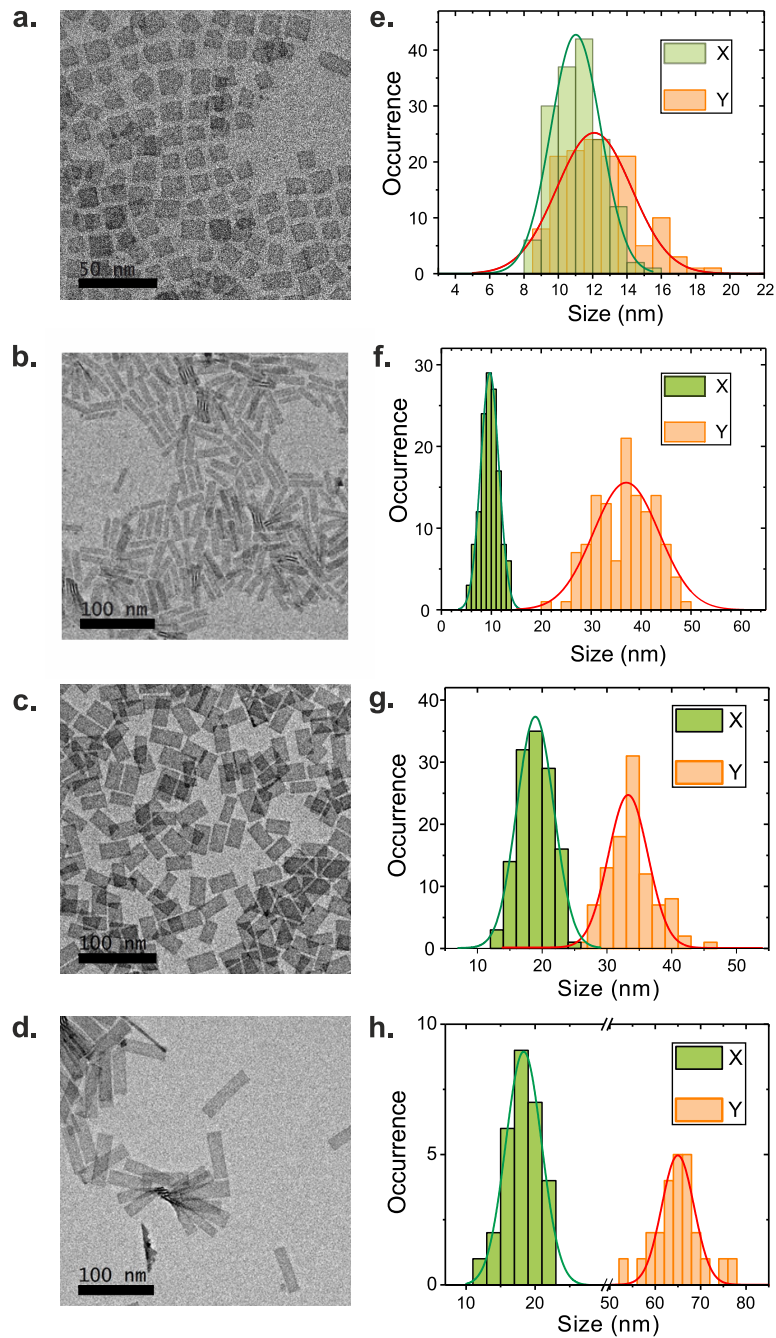 a.
50 nm
e.
Occurrence
40
30
20
10
0
X
Y
4 6 8 10 12 14 16 18 20 22
Size (nm)
b.
100 nm
f.
Occurrence
30
20
10
0
X
Y
0 10 20 30 40 50 60
Size (nm)
c.
100 nm
g.
Occurrence
40
30
20
10
0
X
Y
10 20 30 40 50
Size (nm)
d.
100 nm
h.
Occurrence
10
5
0
X
Y
10 20 50 60 70 80
Size (nm)